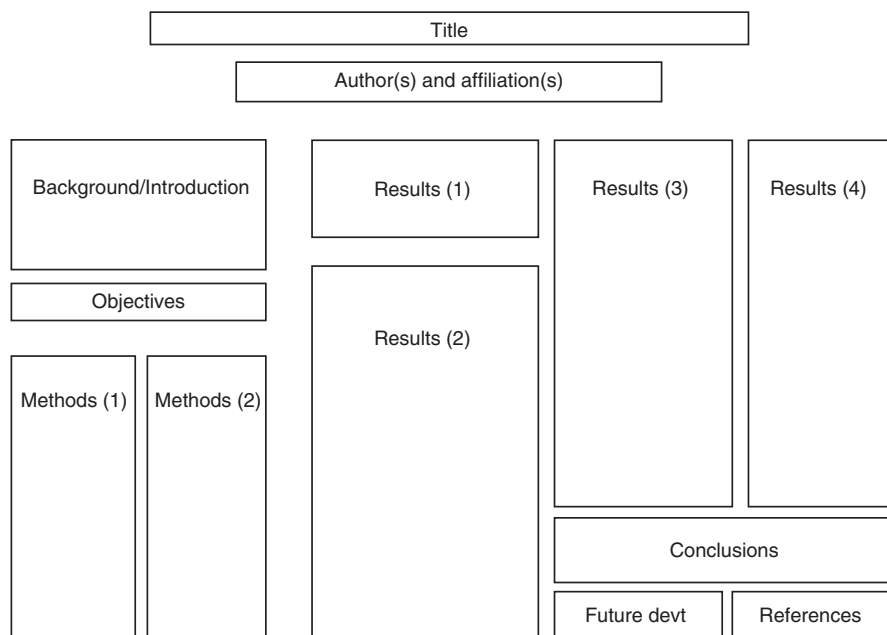 Title
Author(s) and affiliation(s)
Background/Introduction
Objectives
Methods (1)
Methods (2)
Results (1)
Results (2)
Results (3)
Results (4)
Conclusions
Future devt
References